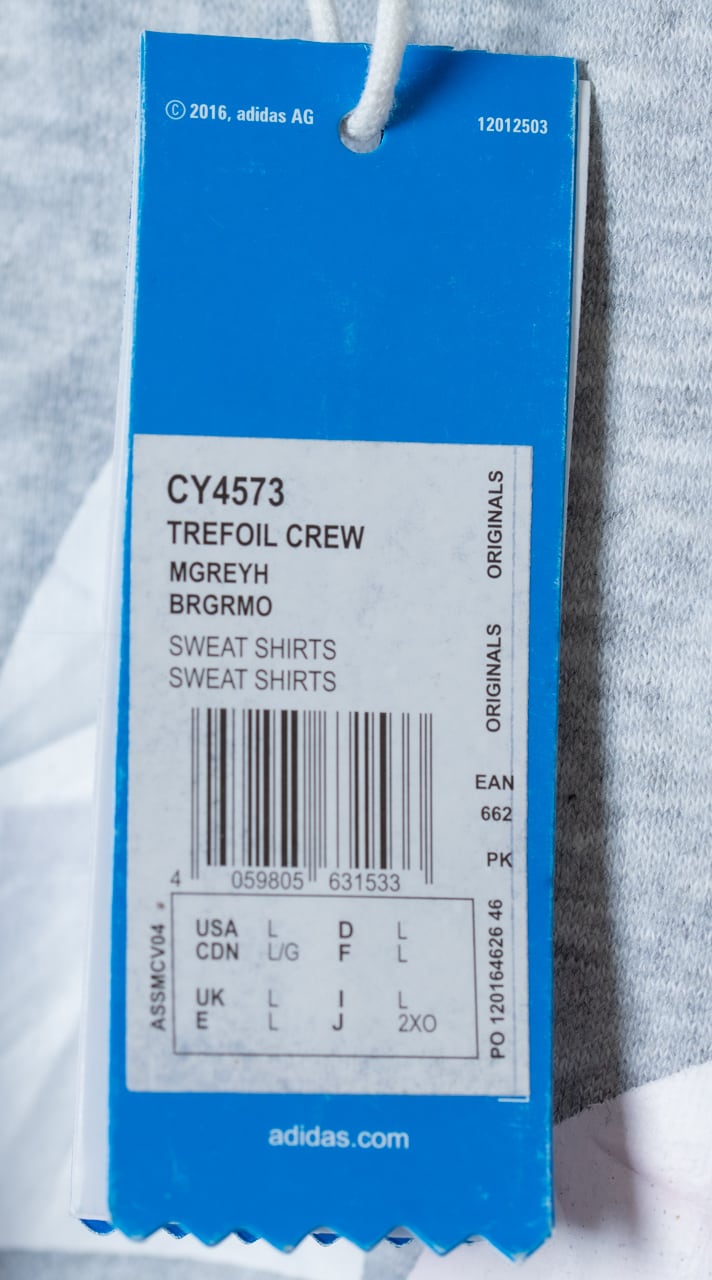 © 2016, adidas AG
12012503
CY4573
TREFOIL CREW
MGREYH
BRGRMO
SWEAT SHIRTS
SWEAT SHIRTS
ORIGINALS
ORIGINALS
EAN
662
PK
4 059805 631533
USA L D L
CDN L/G F L
UK L I L
E L J 2XO
ASSMCV04
PO 120164626 46
adidas.com